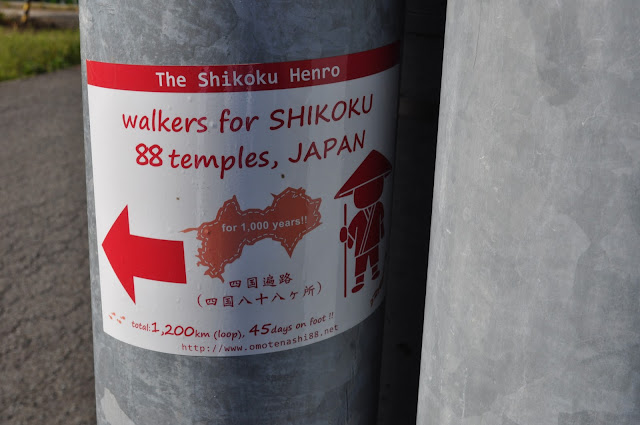 The Shikoku Henro
walkers for SHIKOKU
88 temples, JAPAN
for 1,000 years!!
四国遍路
(四国八十八ヶ所)
total:1,200km (loop), 45days on foot !!
http://www.omotenashi88.net